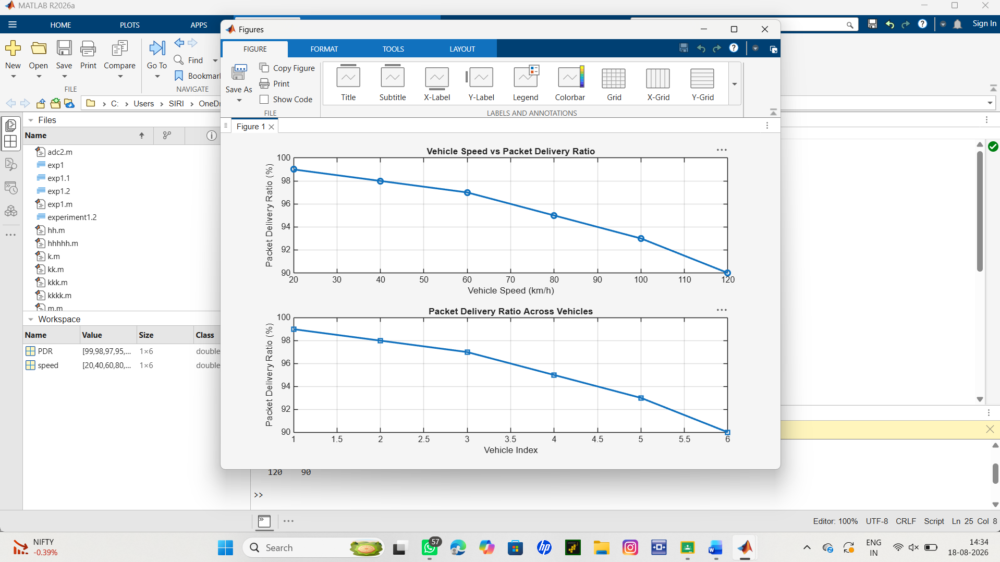 MATLAB R2026a
HOME PLOTS APPS
Sign In
New Open Save Print Compare Go To Find
Bookmar
FILE NAVIGATE
C: Users SIRI OneDr
Files
Name
adc2.m
exp1
exp1.1
exp1.2
exp1.m
experiment1.2
hh.m
hhhhh.m
k.m
kk.m
kkk.m
kkkk.m
m.m
Workspace
Name Value Size Class
PDR [99,98,97,95,... 1×6 double
speed [20,40,60,80,... 1×6 double
Figures
FIGURE FORMAT TOOLS LAYOUT
Save As Copy Figure
Print
Show Code
FILE
Title Subtitle X-Label Y-Label Legend Colorbar Grid X-Grid Y-Grid
LABELS AND ANNOTATIONS
Figure 1
Vehicle Speed vs Packet Delivery Ratio
Packet Delivery Ratio (%)
100
98
96
94
92
90
20 30 40 50 60 70 80 90 100 110 120
Vehicle Speed (km/h)
Packet Delivery Ratio Across Vehicles
Packet Delivery Ratio (%)
100
98
96
94
92
90
1 1.5 2 2.5 3 3.5 4 4.5 5 5.5 6
Vehicle Index
120 90
>>
Editor: 100% UTF-8 CRLF Script Ln 25 Col 8
NIFTY
-0.39%
Search
57
hp
ENG
IN
14:34
18-08-2026